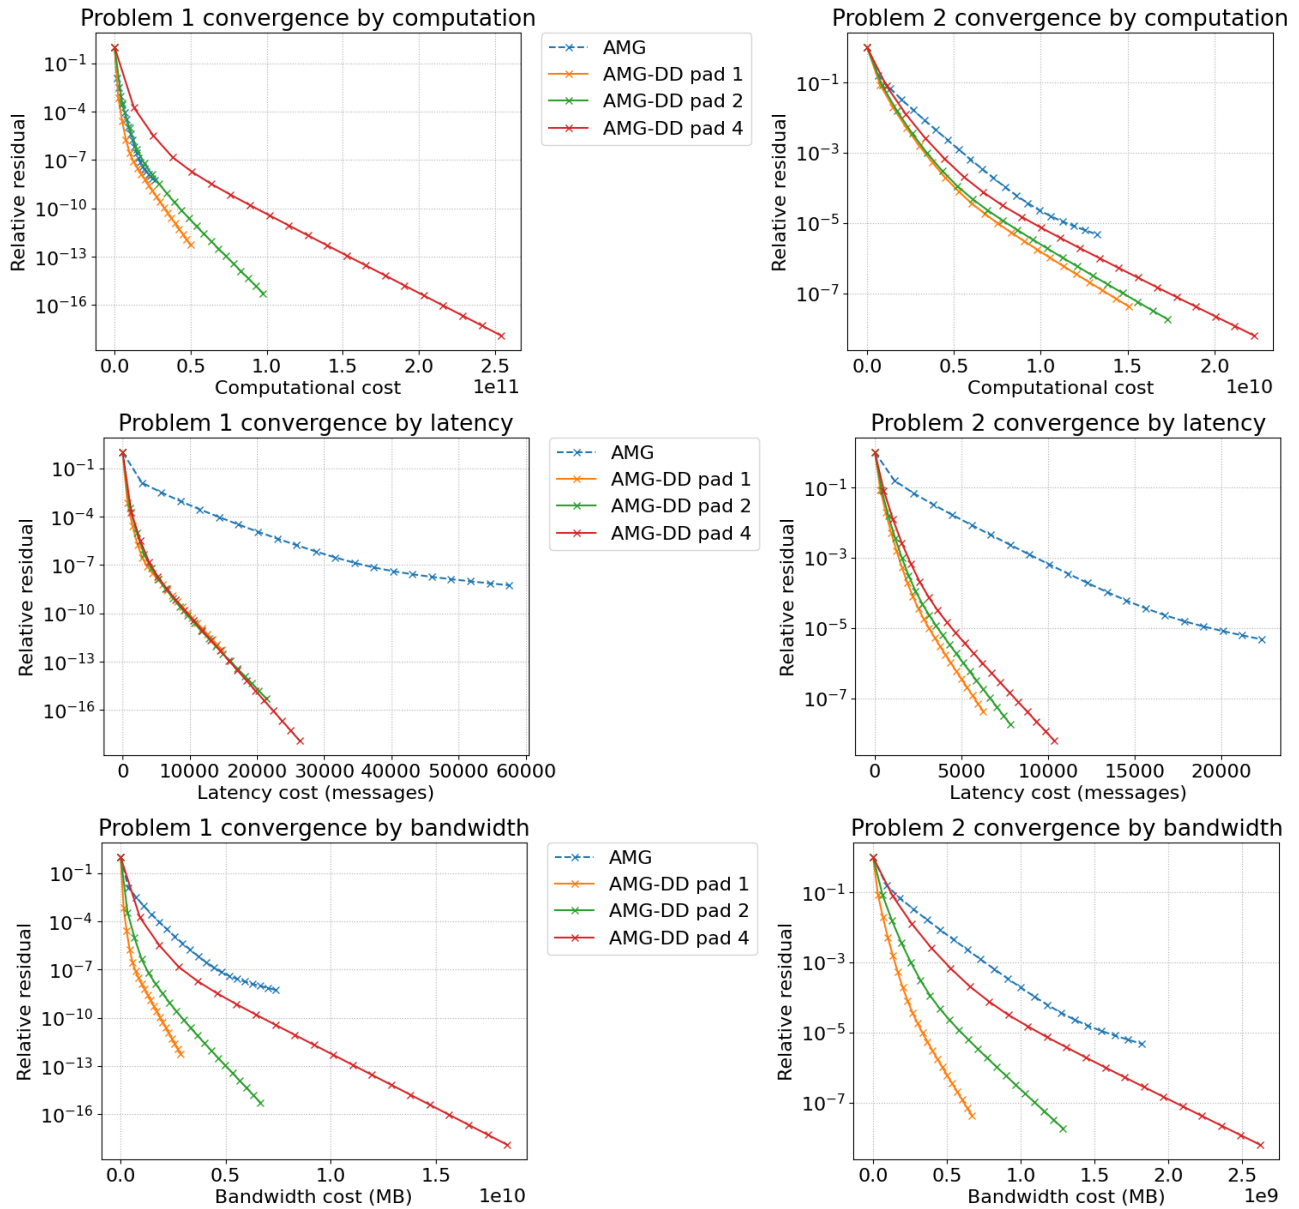 Problem 1 convergence by computation
Relative residual
10⁻¹
10⁻⁴
10⁻⁷
10⁻¹⁰
10⁻¹³
10⁻¹⁶
0.0 0.5 1.0 1.5 2.0 2.5
1e11
Computational cost
AMG
AMG-DD pad 1
AMG-DD pad 2
AMG-DD pad 4
Problem 2 convergence by computation
Relative residual
10⁻¹
10⁻³
10⁻⁵
10⁻⁷
0.0 0.5 1.0 1.5 2.0
1e10
Computational cost
Problem 1 convergence by latency
Relative residual
10⁻¹
10⁻⁴
10⁻⁷
10⁻¹⁰
10⁻¹³
10⁻¹⁶
0 10000 20000 30000 40000 50000 60000
Latency cost (messages)
AMG
AMG-DD pad 1
AMG-DD pad 2
AMG-DD pad 4
Problem 2 convergence by latency
Relative residual
10⁻¹
10⁻³
10⁻⁵
10⁻⁷
0 5000 10000 15000 20000
Latency cost (messages)
Problem 1 convergence by bandwidth
Relative residual
10⁻¹
10⁻⁴
10⁻⁷
10⁻¹⁰
10⁻¹³
10⁻¹⁶
0.0 0.5 1.0 1.5
1e10
Bandwidth cost (MB)
AMG
AMG-DD pad 1
AMG-DD pad 2
AMG-DD pad 4
Problem 2 convergence by bandwidth
Relative residual
10⁻¹
10⁻³
10⁻⁵
10⁻⁷
0.0 0.5 1.0 1.5 2.0 2.5
1e9
Bandwidth cost (MB)